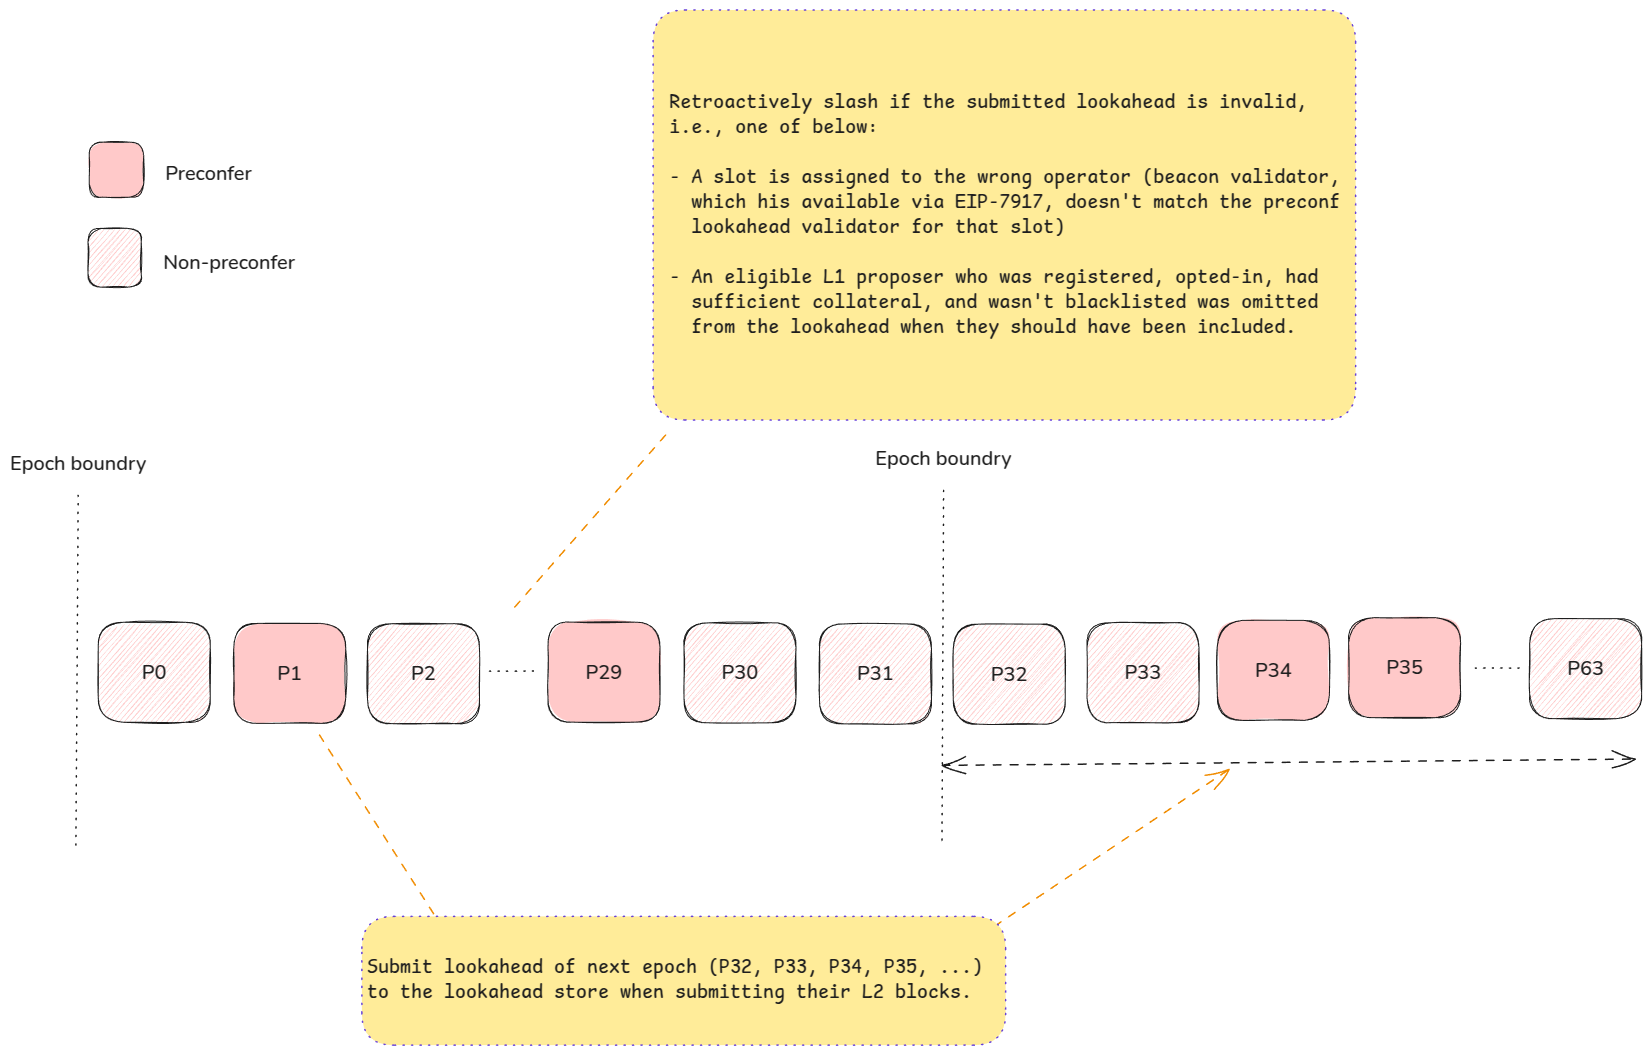 Retroactively slash if the submitted lookahead is invalid,
i.e., one of below:
- A slot is assigned to the wrong operator (beacon validator,
which his available via EIP-7917, doesn't match the preconf
lookahead validator for that slot)
- An eligible L1 proposer who was registered, opted-in, had
sufficient collateral, and wasn't blacklisted was omitted
from the lookahead when they should have been included.
Preconfer
Non-preconfer
Epoch boundry
Epoch boundry
P0
P1
P2
P29
P30
P31
P32
P33
P34
P35
P63
Submit lookahead of next epoch (P32, P33, P34, P35, ...)
to the lookahead store when submitting their L2 blocks.